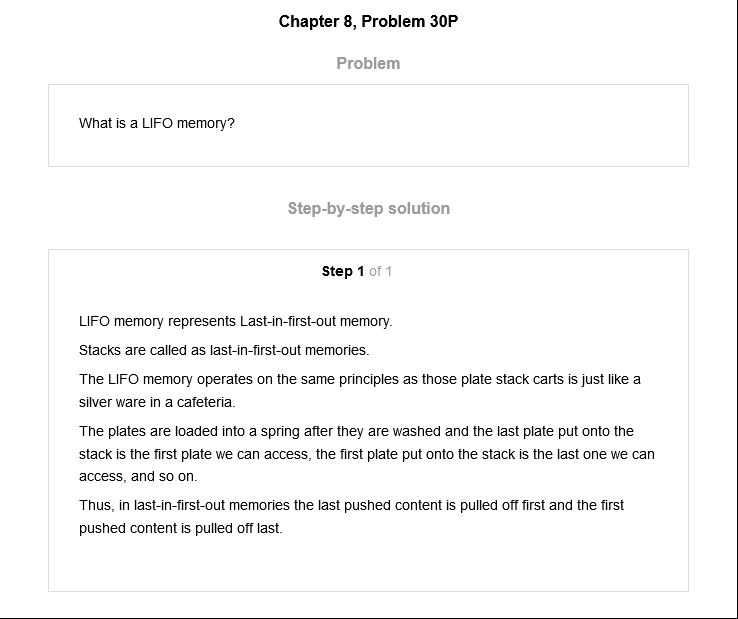 Chapter 8, Problem 30P
Problem
What is a LIFO memory?
Step-by-step solution
Step 1 of 1
LIFO memory represents Last-in-first-out memory.
Stacks are called as last-in-first-out memories.
The LIFO memory operates on the same principles as those plate stack carts is just like a
silver ware in a cafeteria.
The plates are loaded into a spring after they are washed and the last plate put onto the
stack is the first plate we can access, the first plate put onto the stack is the last one we can
access, and so on.
Thus, in last-in-first-out memories the last pushed content is pulled off first and the first
pushed content is pulled off last.